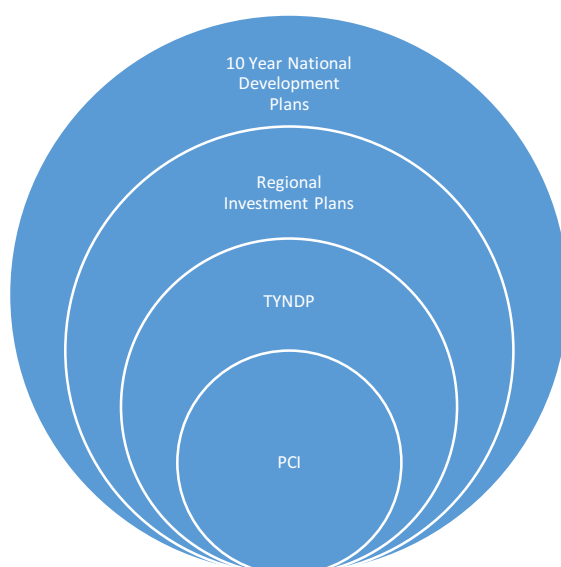 10 Year National
Development
Plans
Regional
Investment Plans
TYNDP
PCI